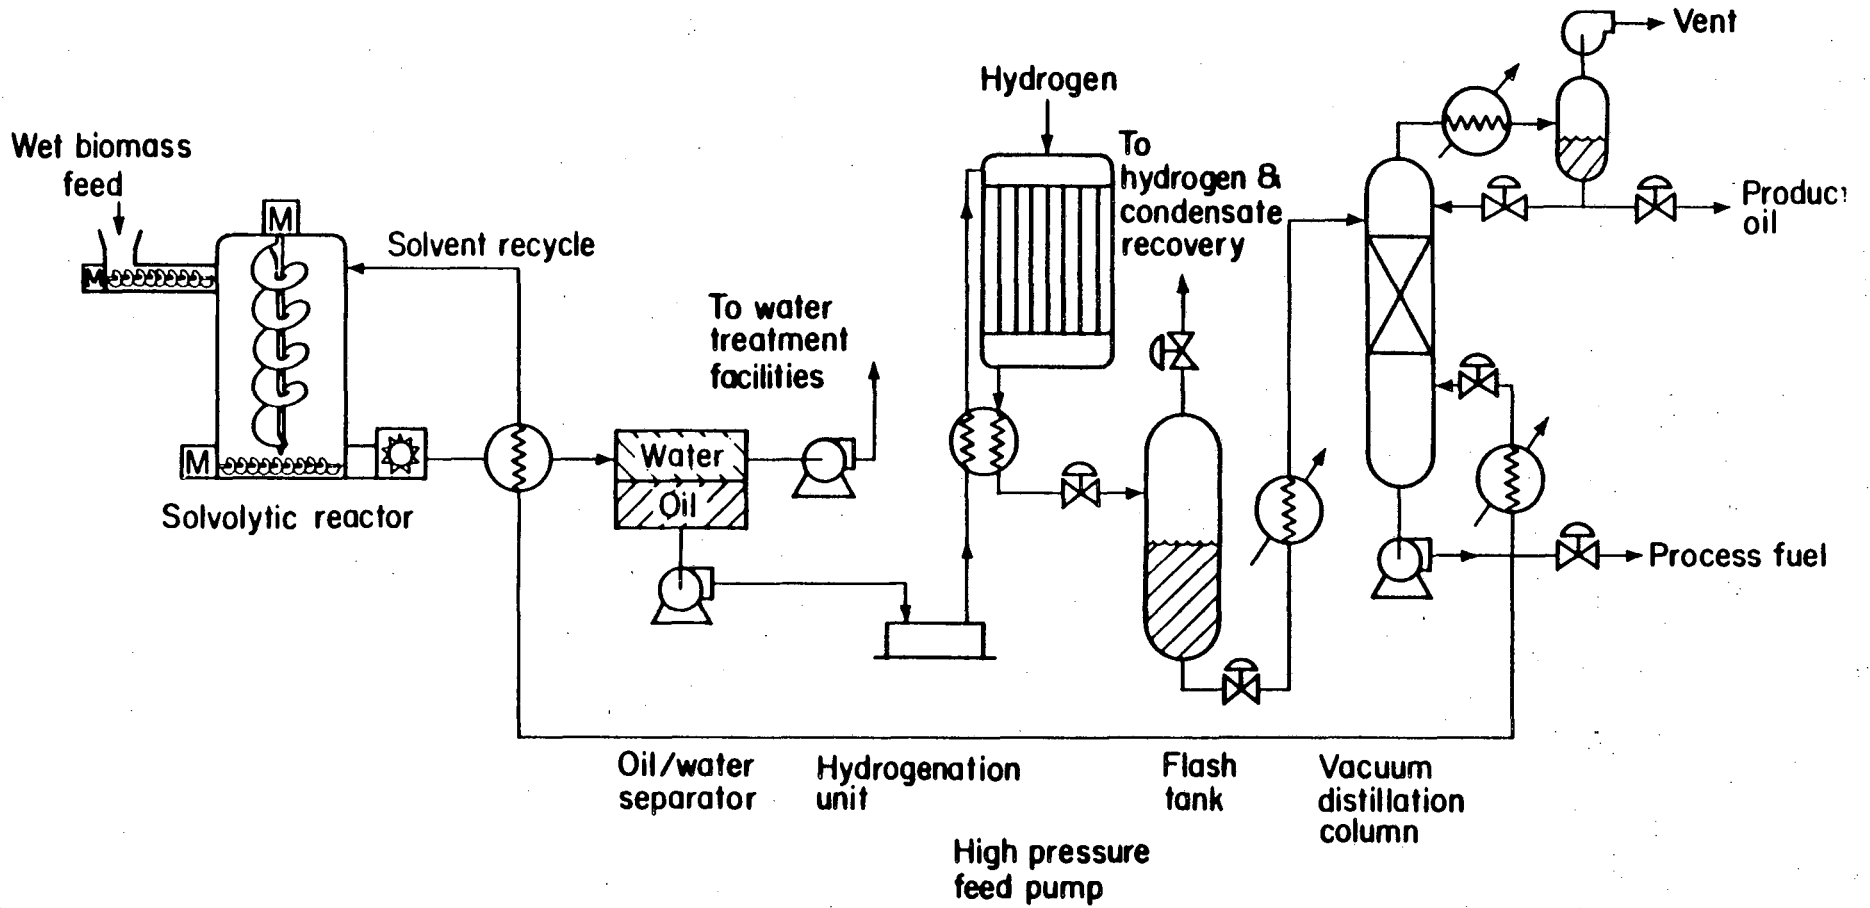 Vent
Hydrogen
Wet biomass
feed
To
hydrogen &
condensate
recovery
Product
oil
M
M
Solvent recycle
To water
treatment
facilities
M
Water
Oil
Solvolytic reactor
Process fuel
Oil/water
separator
Hydrogenation
unit
Flash
tank
Vacuum
distillation
column
High pressure
feed pump